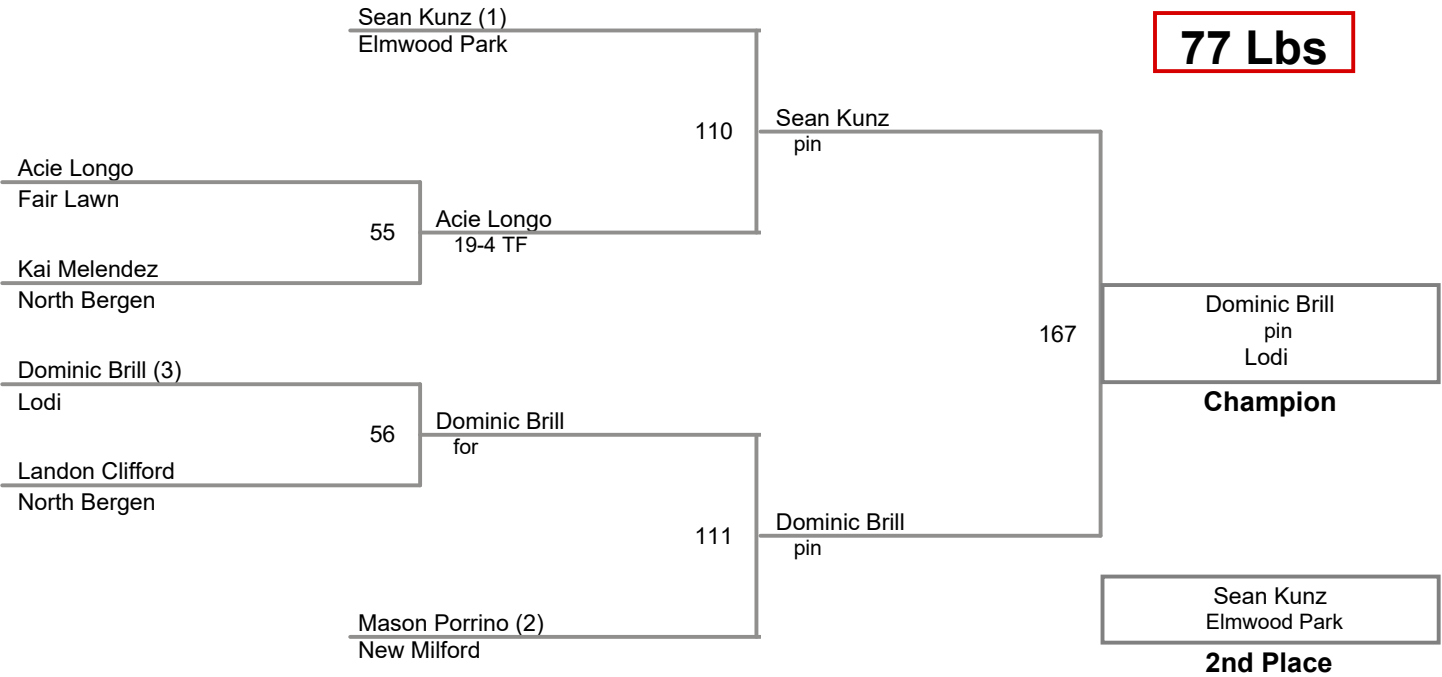 Sean Kunz (1)
Elmwood Park
77 Lbs
110
Sean Kunz
pin
Acie Longo
Fair Lawn
55
Acie Longo
19-4 TF
Kai Melendez
North Bergen
167
Dominic Brill
pin
Lodi
Champion
Dominic Brill (3)
Lodi
56
Dominic Brill
for
Landon Clifford
North Bergen
111
Dominic Brill
pin
Mason Porrino (2)
New Milford
Sean Kunz
Elmwood Park
2nd Place